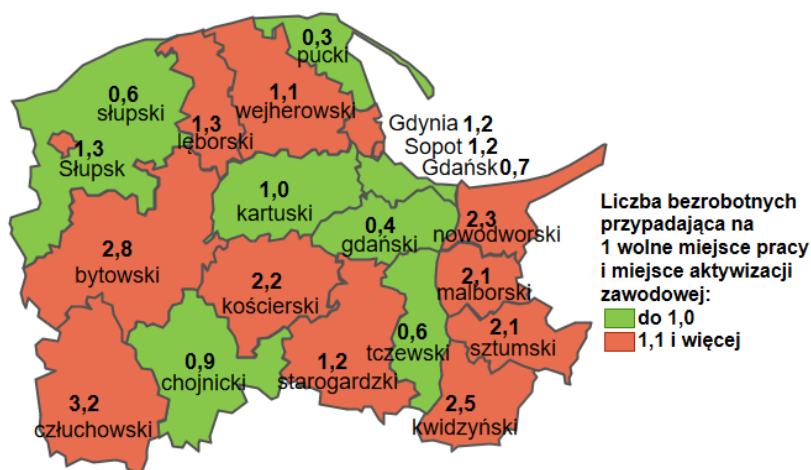 0,3
pucki
0,6
słupski
1,1
wejherowski
1,3
lęborski
Gdynia 1,2
Sopot 1,2
Gdańsk 0,7
1,3
Słupsk
1,0
kartuski
0,4
gdański
2,3
nowodworski
2,8
bytowski
2,2
kościerski
2,1
malborski
0,6
tczewski
2,1
sztumski
0,9
chojnicki
1,2
starogardzki
3,2
człuchowski
2,5
kwidzyński
Liczba bezrobotnych
przypadająca na
1 wolne miejsce pracy
i miejsce aktywizacji
zawodowej:
do 1,0
1,1 i więcej